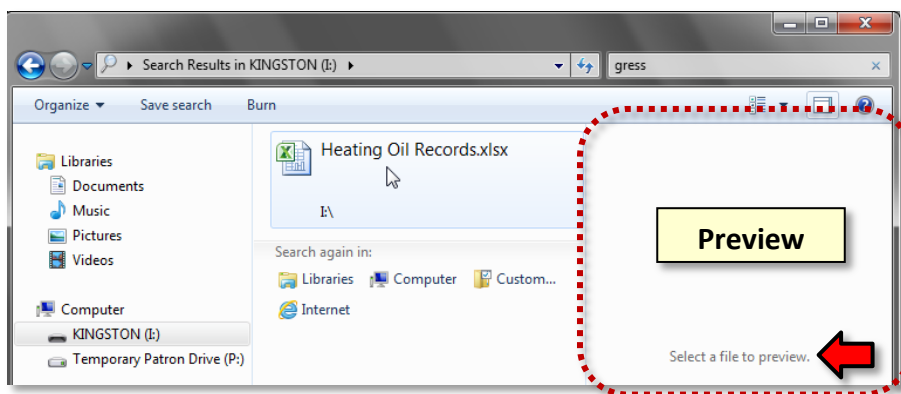 Search Results in KINGSTON (I:)
gress
Organize
Save search
Burn
Libraries
Documents
Music
Pictures
Videos
Computer
KINGSTON (I:)
Temporary Patron Drive (P:)
Heating Oil Records.xlsx
I:\
Search again in:
Libraries Computer Custom...
Internet
Preview
Select a file to preview.